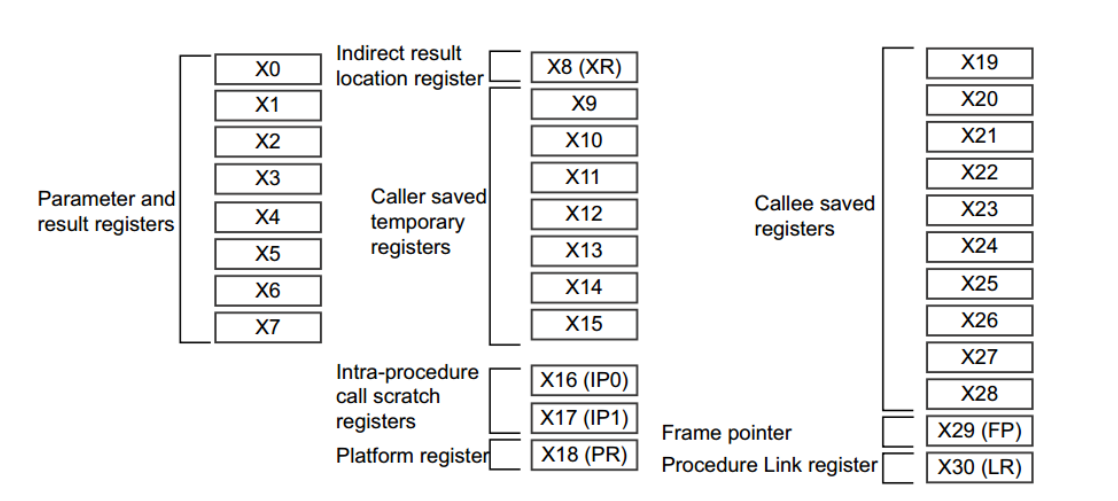 Parameter and
result registers
X0
X1
X2
X3
X4
X5
X6
X7
Indirect result
location register
X8 (XR)
Caller saved
temporary
registers
X9
X10
X11
X12
X13
X14
X15
Intra-procedure
call scratch
registers
X16 (IP0)
X17 (IP1)
Platform register
X18 (PR)
Callee saved
registers
X19
X20
X21
X22
X23
X24
X25
X26
X27
X28
Frame pointer
X29 (FP)
Procedure Link register
X30 (LR)